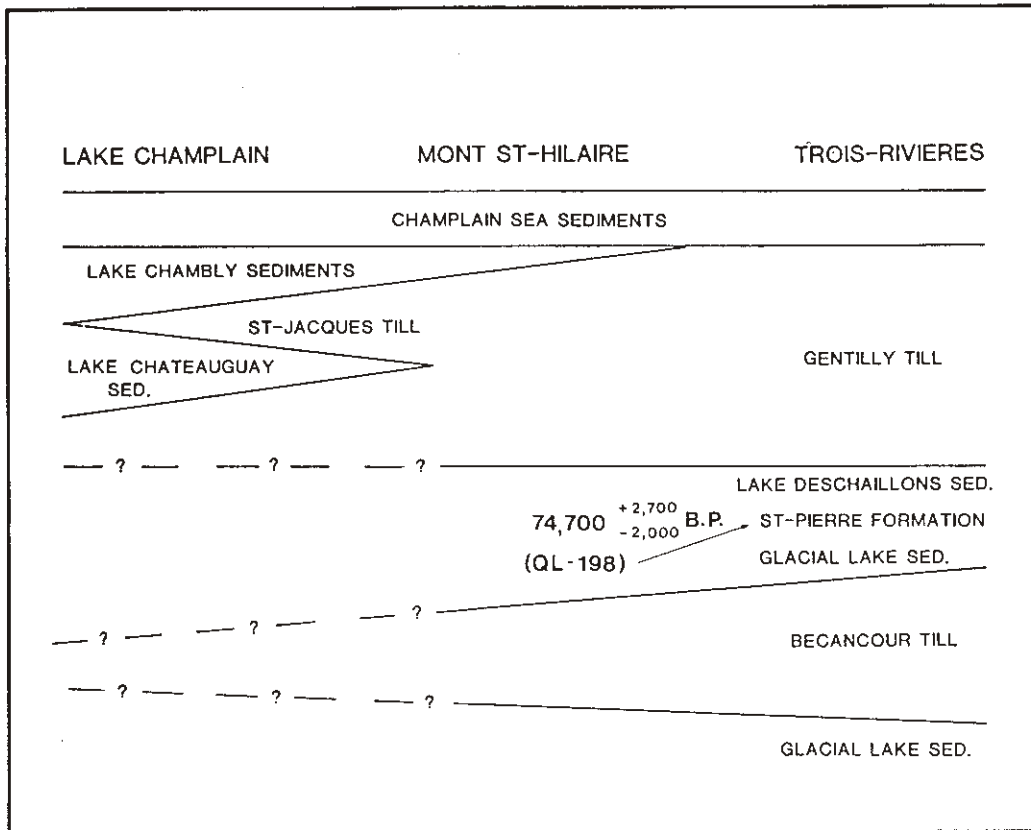 LAKE CHAMPLAIN MONT ST-HILAIRE TROIS-RIVIERES
CHAMPLAIN SEA SEDIMENTS
LAKE CHAMBLY SEDIMENTS
ST-JACQUES TILL
LAKE CHATEAUGUAY
SED.
GENTILLY TILL
? ? ?
LAKE DESCHAILLONS SED.
74,700 +2,700 -2,000 B.P.
(QL-198)
ST-PIERRE FORMATION
GLACIAL LAKE SED.
? ? ?
BECANCOUR TILL
? ? ?
GLACIAL LAKE SED.